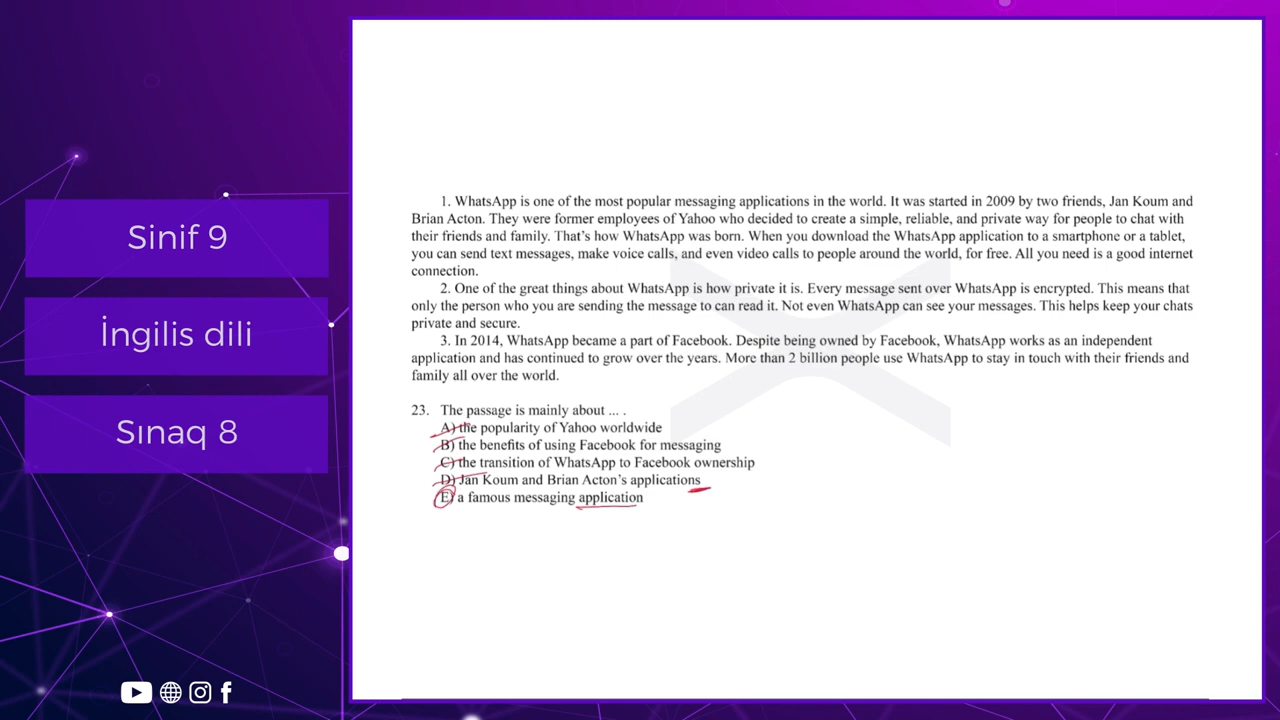 Sinif 9
İngilis dili
Sınaq 8
1. WhatsApp is one of the most popular messaging applications in the world. It was started in 2009 by two friends, Jan Koum and
Brian Acton. They were former employees of Yahoo who decided to create a simple, reliable, and private way for people to chat with
their friends and family. That's how WhatsApp was born. When you download the WhatsApp application to a smartphone or a tablet,
you can send text messages, make voice calls, and even video calls to people around the world, for free. All you need is a good internet
connection.
2. One of the great things about WhatsApp is how private it is. Every message sent over WhatsApp is encrypted. This means that
only the person who you are sending the message to can read it. Not even WhatsApp can see your messages. This helps keep your chats
private and secure.
3. In 2014, WhatsApp became a part of Facebook. Despite being owned by Facebook, WhatsApp works as an independent
application and has continued to grow over the years. More than 2 billion people use WhatsApp to stay in touch with their friends and
family all over the world.
23. The passage is mainly about ... .
A) the popularity of Yahoo worldwide
B) the benefits of using Facebook for messaging
C) the transition of WhatsApp to Facebook ownership
D) Jan Koum and Brian Acton's applications
E) a famous messaging application